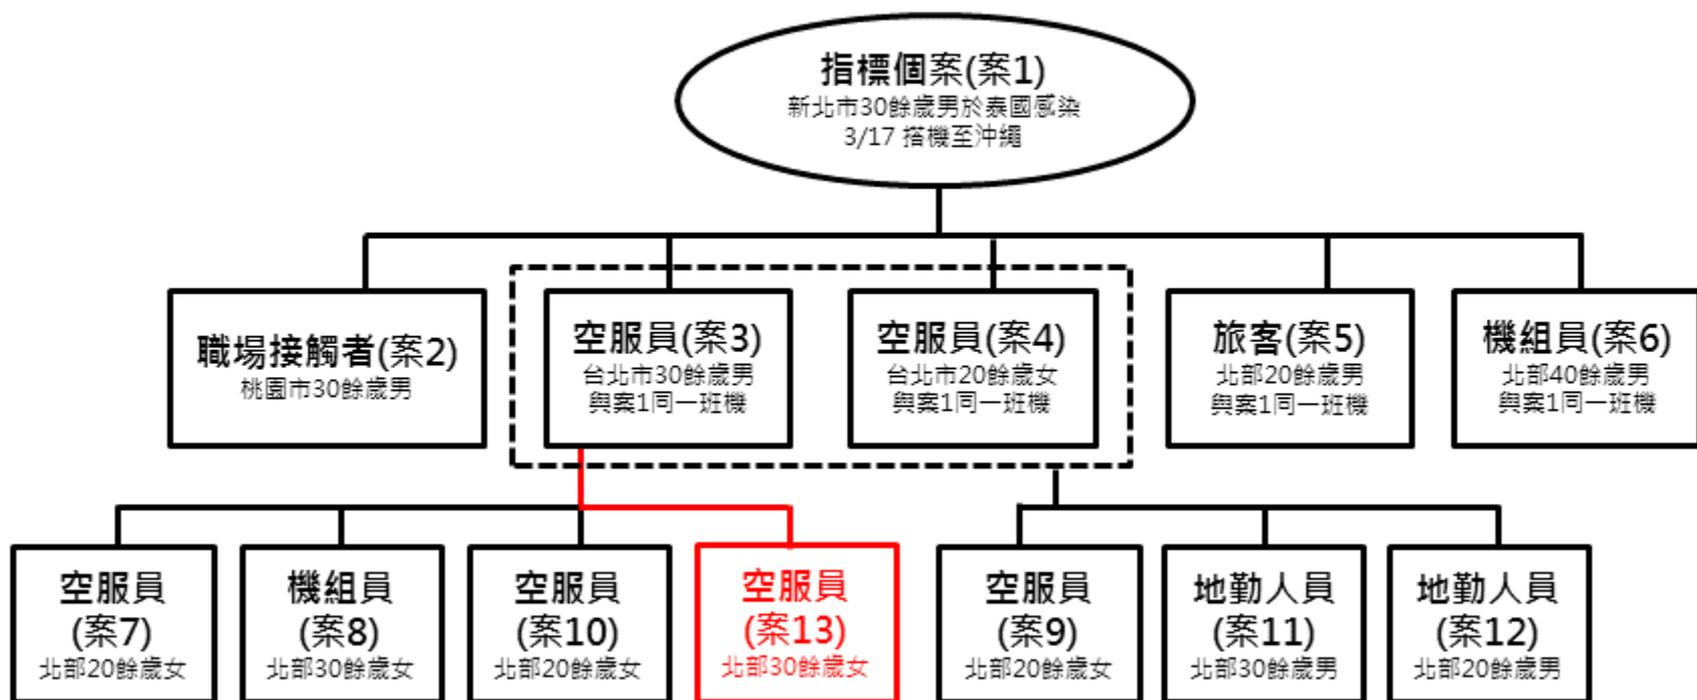 指標個案(案1)
新北市30餘歲男於泰國感染
3/17 搭機至沖繩
職場接觸者(案2)
桃園市30餘歲男
空服員(案3)
台北市30餘歲男
與案1同一班機
空服員(案4)
台北市20餘歲女
與案1同一班機
旅客(案5)
北部20餘歲男
與案1同一班機
機組員(案6)
北部40餘歲男
與案1同一班機
空服員
(案7)
北部20餘歲女
機組員
(案8)
北部30餘歲女
空服員
(案10)
北部20餘歲女
空服員
(案13)
北部30餘歲女
空服員
(案9)
北部20餘歲女
地勤人員
(案11)
北部30餘歲男
地勤人員
(案12)
北部20餘歲男